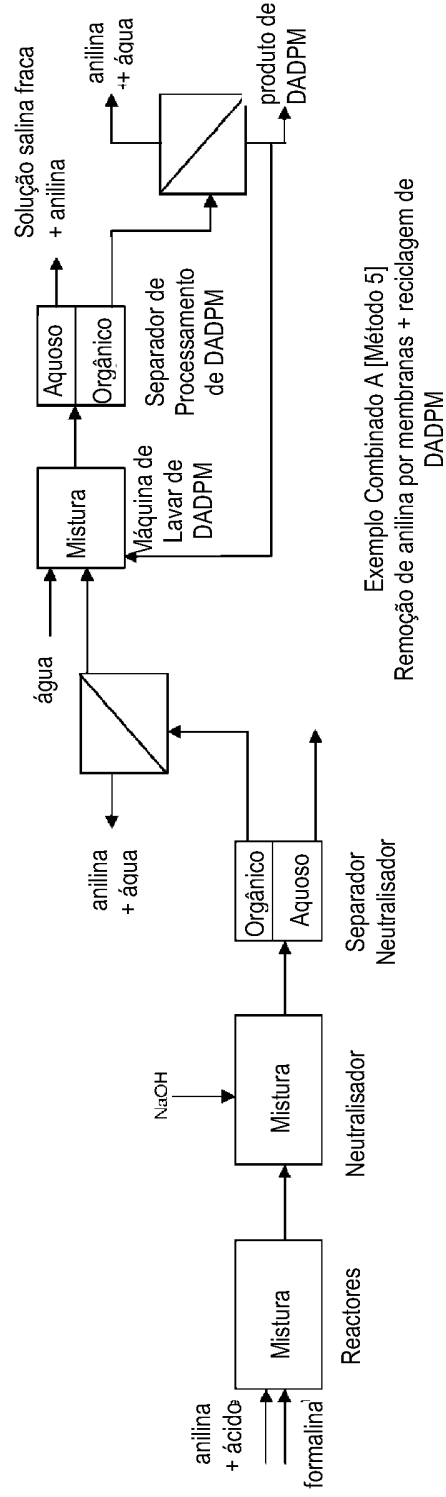 anilina
+ ácido
formalina
Mistura
Reactores
NaOH
Mistura
Neutralisador
Orgânico
Aquoso
Separador
Neutralisador
anilina
+ água
água
Mistura
Máquina de
Lavar de
DADPM
Aquoso
Orgânico
Separador de
Processamento
de DADPM
Solução salina fraca
+ anilina
anilina
++ água
produto de
DADPM
Exemplo Combinado A [Método 5]
Remoção de anilina por membranas + reciclagem de
DADPM